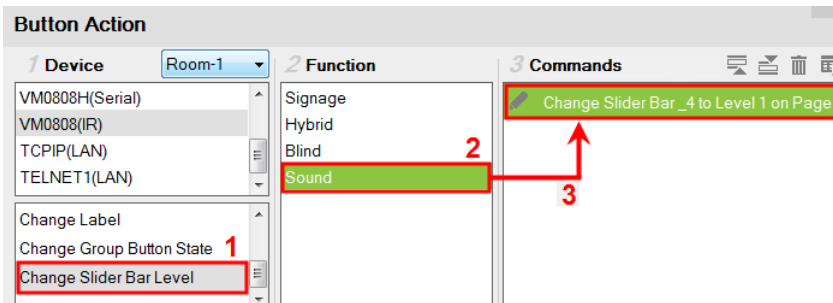 Button Action
1 Device Room-1
2 Function
3 Commands
VM0808H(Serial)
VM0808(IR)
TCPIP(LAN)
TELNET1(LAN)
Change Label
Change Group Button State 1
Change Slider Bar Level
Signage
Hybrid
Blind 2
Sound
Change Slider Bar _4 to Level 1 on Page
3